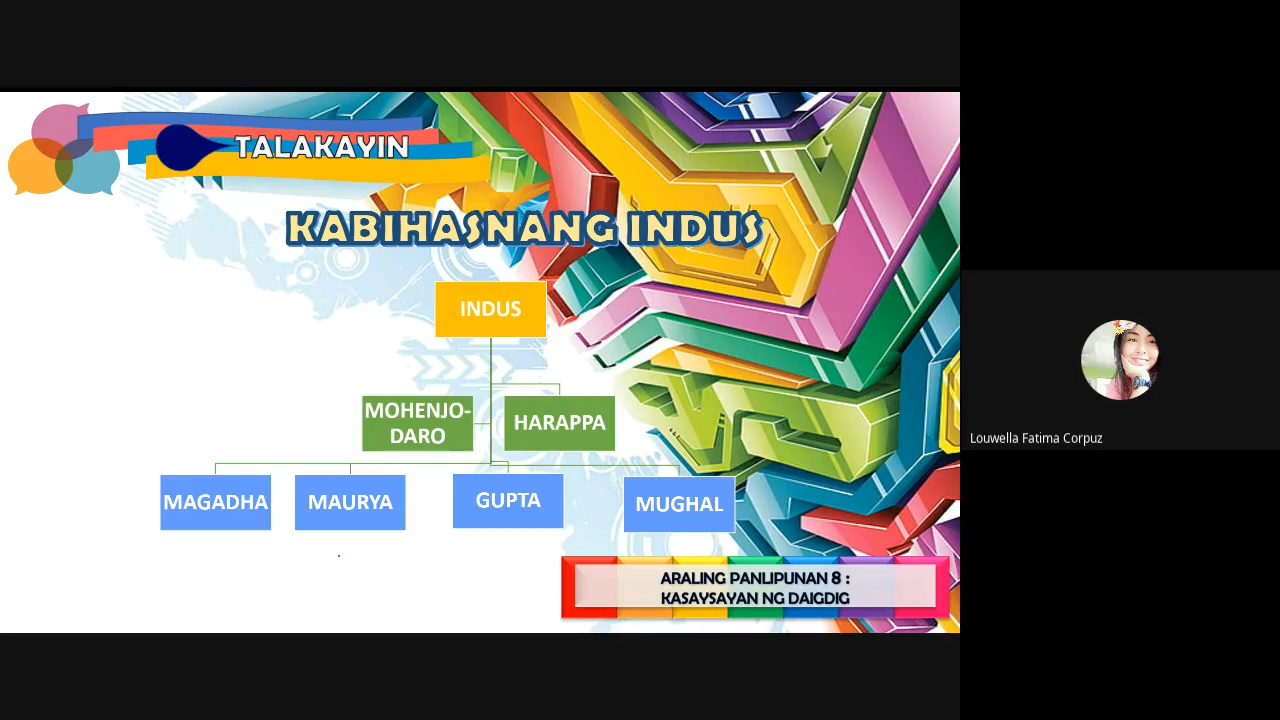 TALAKAYIN
KABIHASNANG INDUS
INDUS
MOHENJO-
DARO
HARAPPA
MAGADHA
MAURYA
GUPTA
MUGHAL
ARALING PANLIPUNAN 8 :
KASAYSAYAN NG DAIGDIG
Louwella Fatima Corpuz